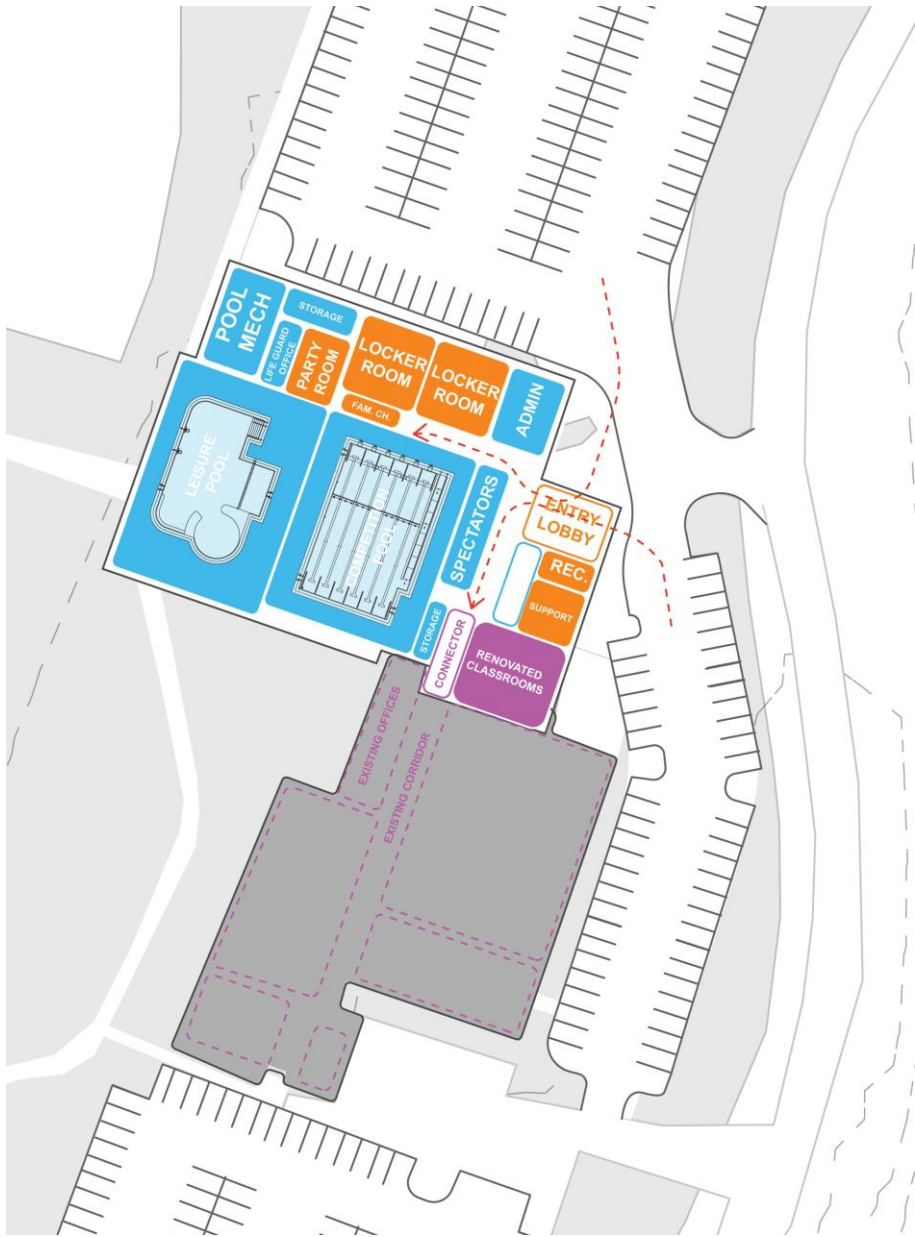 POOL
MECH
STORAGE
LIFE GUARD
OFFICE
PARTY
ROOM
LOCKER
ROOM
LOCKER
ROOM
ADMIN
FAM. CH.
LEISURE
POOL
COMPETITION
POOL
SPECTATORS
ENTRY
LOBBY
REC.
SUPPORT
STORAGE
CONNECTOR
RENOVATED
CLASSROOMS
EXISTING OFFICES
EXISTING CORRIDOR